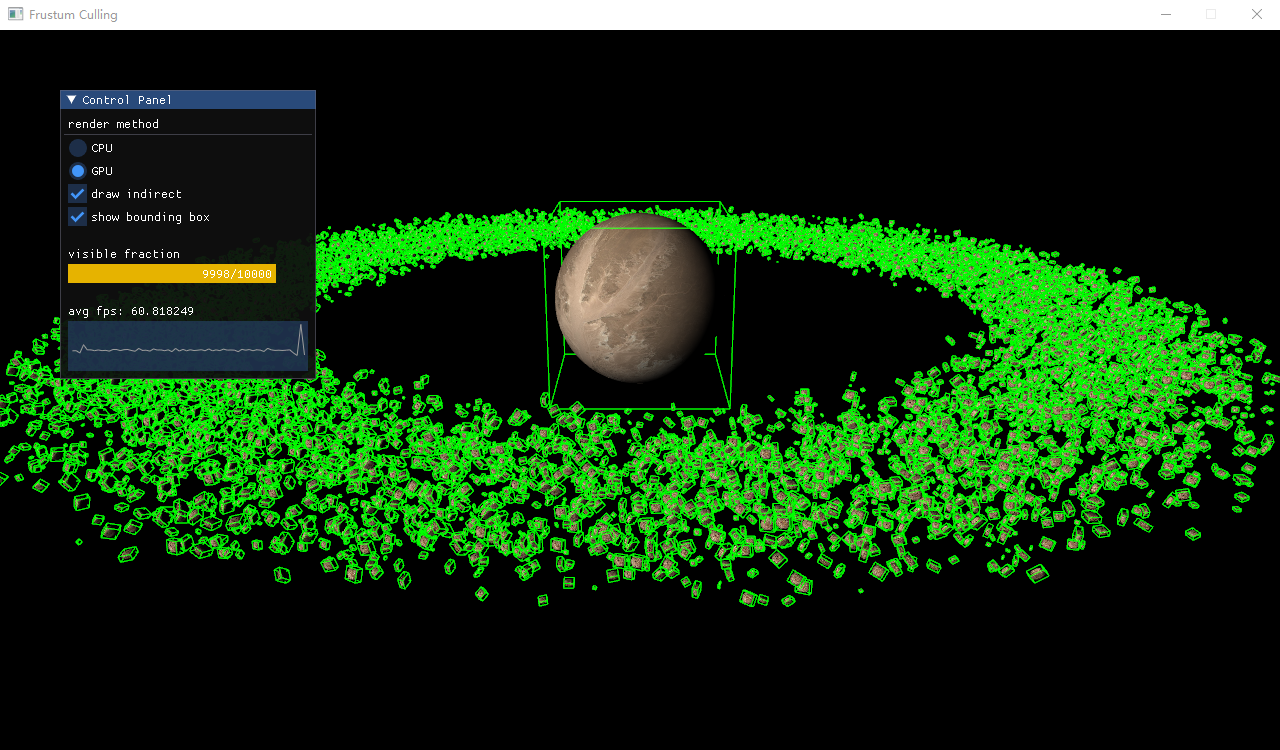 Frustum Culling
Control Panel
render method
CPU
GPU
draw indirect
show bounding box
visible fraction
9998/10000
avg fps: 60.818249